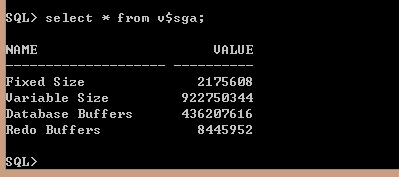 SQL> select * from v$sga;
NAME                      VALUE
-------------------- ----------
Fixed Size              2175608
Variable Size         922750344
Database Buffers      436207616
Redo Buffers            8445952
SQL>